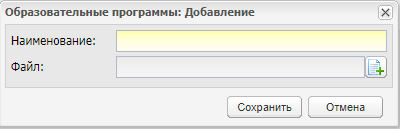 Образовательные программы: Добавление
Наименование:
Файл:
Сохранить Отмена